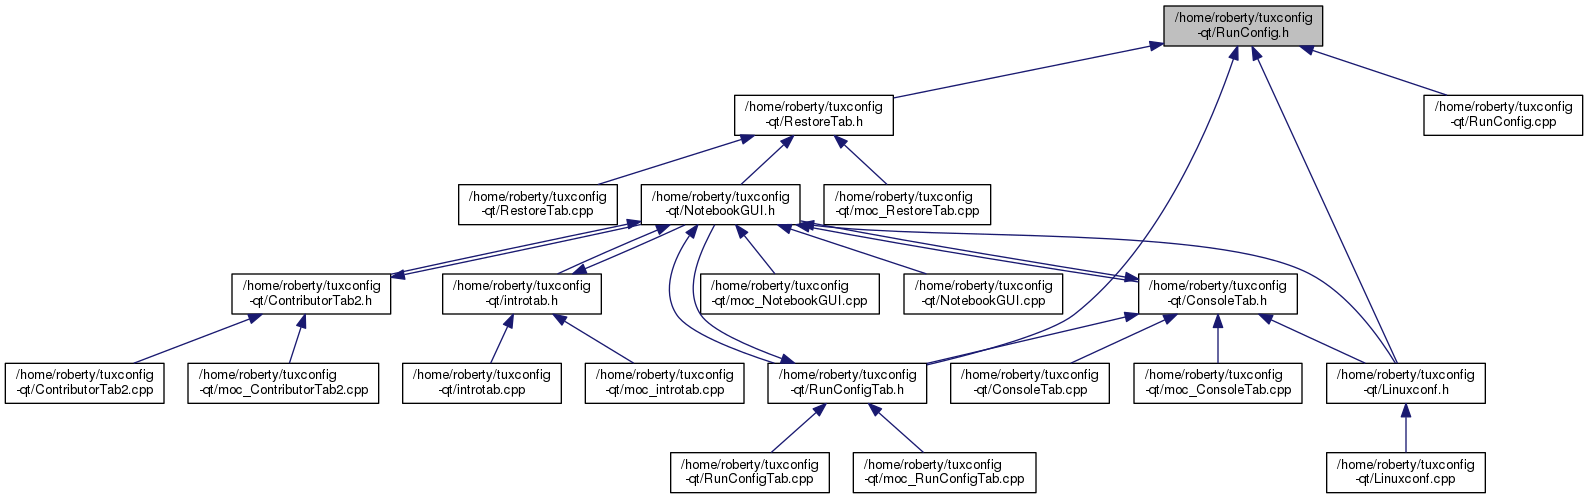 /home/roberty/tuxconfig
-qt/RunConfig.h
/home/roberty/tuxconfig
-qt/RestoreTab.h
/home/roberty/tuxconfig
-qt/RunConfig.cpp
/home/roberty/tuxconfig
-qt/RestoreTab.cpp
/home/roberty/tuxconfig
-qt/NotebookGUI.h
/home/roberty/tuxconfig
-qt/moc_RestoreTab.cpp
/home/roberty/tuxconfig
-qt/ContributorTab2.h
/home/roberty/tuxconfig
-qt/introtab.h
/home/roberty/tuxconfig
-qt/moc_NotebookGUI.cpp
/home/roberty/tuxconfig
-qt/NotebookGUI.cpp
/home/roberty/tuxconfig
-qt/ConsoleTab.h
/home/roberty/tuxconfig
-qt/ContributorTab2.cpp
/home/roberty/tuxconfig
-qt/moc_ContributorTab2.cpp
/home/roberty/tuxconfig
-qt/introtab.cpp
/home/roberty/tuxconfig
-qt/moc_introtab.cpp
/home/roberty/tuxconfig
-qt/RunConfigTab.h
/home/roberty/tuxconfig
-qt/ConsoleTab.cpp
/home/roberty/tuxconfig
-qt/moc_ConsoleTab.cpp
/home/roberty/tuxconfig
-qt/Linuxconf.h
/home/roberty/tuxconfig
-qt/RunConfigTab.cpp
/home/roberty/tuxconfig
-qt/moc_RunConfigTab.cpp
/home/roberty/tuxconfig
-qt/Linuxconf.cpp